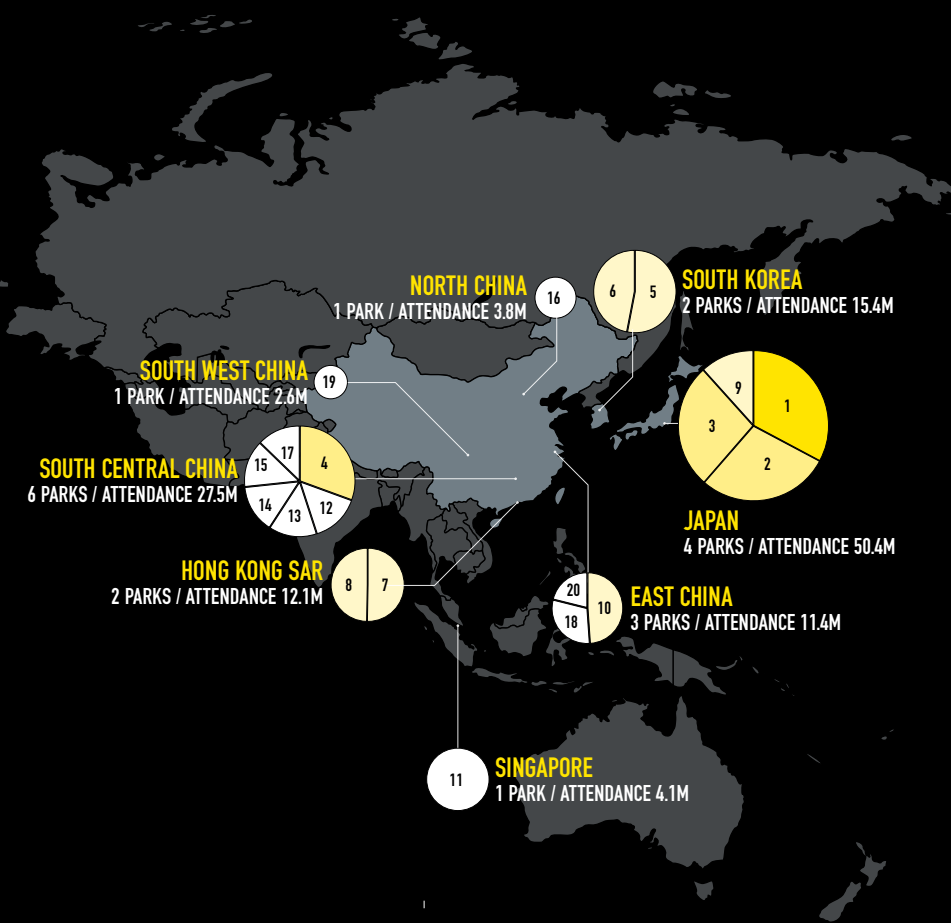 NORTH CHINA
1 PARK / ATTENDANCE 3.8M
16
6
5
SOUTH KOREA
2 PARKS / ATTENDANCE 15.4M
SOUTH WEST CHINA
1 PARK / ATTENDANCE 2.6M
19
9
1
3
2
JAPAN
4 PARKS / ATTENDANCE 50.4M
SOUTH CENTRAL CHINA
6 PARKS / ATTENDANCE 27.5M
17
4
15
14
13
12
HONG KONG SAR
2 PARKS / ATTENDANCE 12.1M
8
7
20
10
18
EAST CHINA
3 PARKS / ATTENDANCE 11.4M
11
SINGAPORE
1 PARK / ATTENDANCE 4.1M